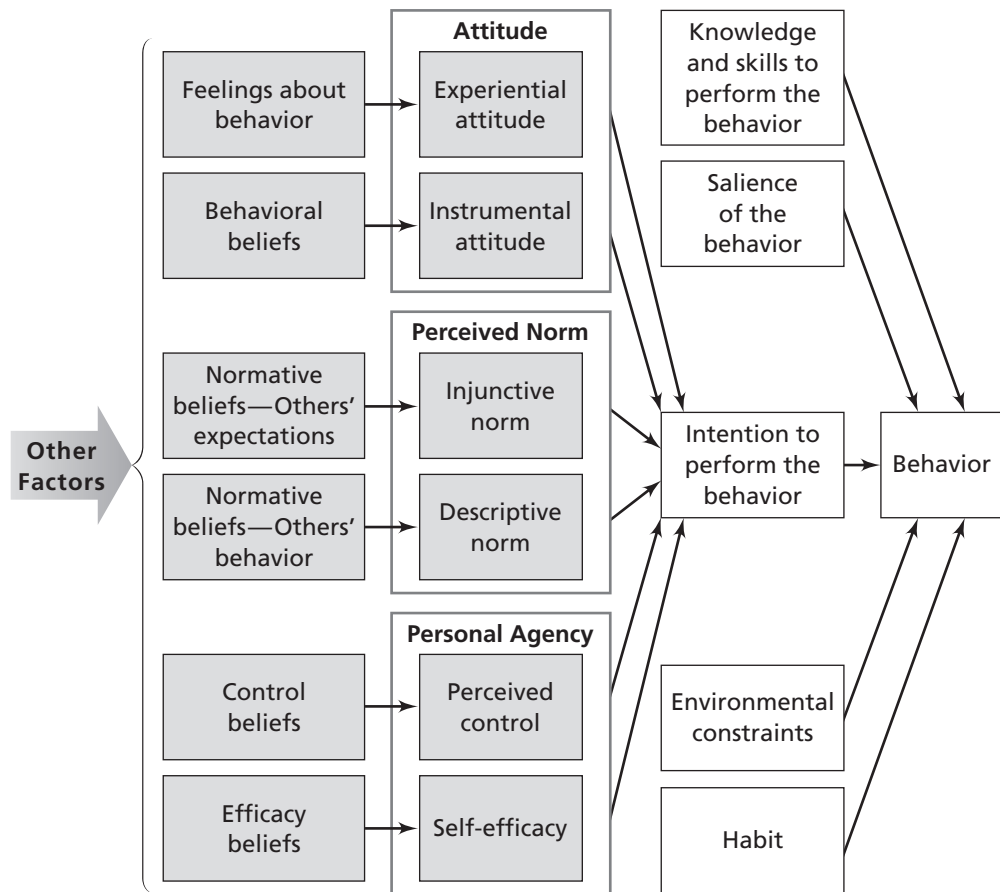 Attitude
Feelings about
behavior
Experiential
attitude
Behavioral
beliefs
Instrumental
attitude
Perceived Norm
Normative
beliefs—Others’
expectations
Injunctive
norm
Normative
beliefs—Others’
behavior
Descriptive
norm
Personal Agency
Control
beliefs
Perceived
control
Efficacy
beliefs
Self-efficacy
Other
Factors
Knowledge
and skills to
perform the
behavior
Salience
of the
behavior
Intention to
perform the
behavior
Behavior
Environmental
constraints
Habit